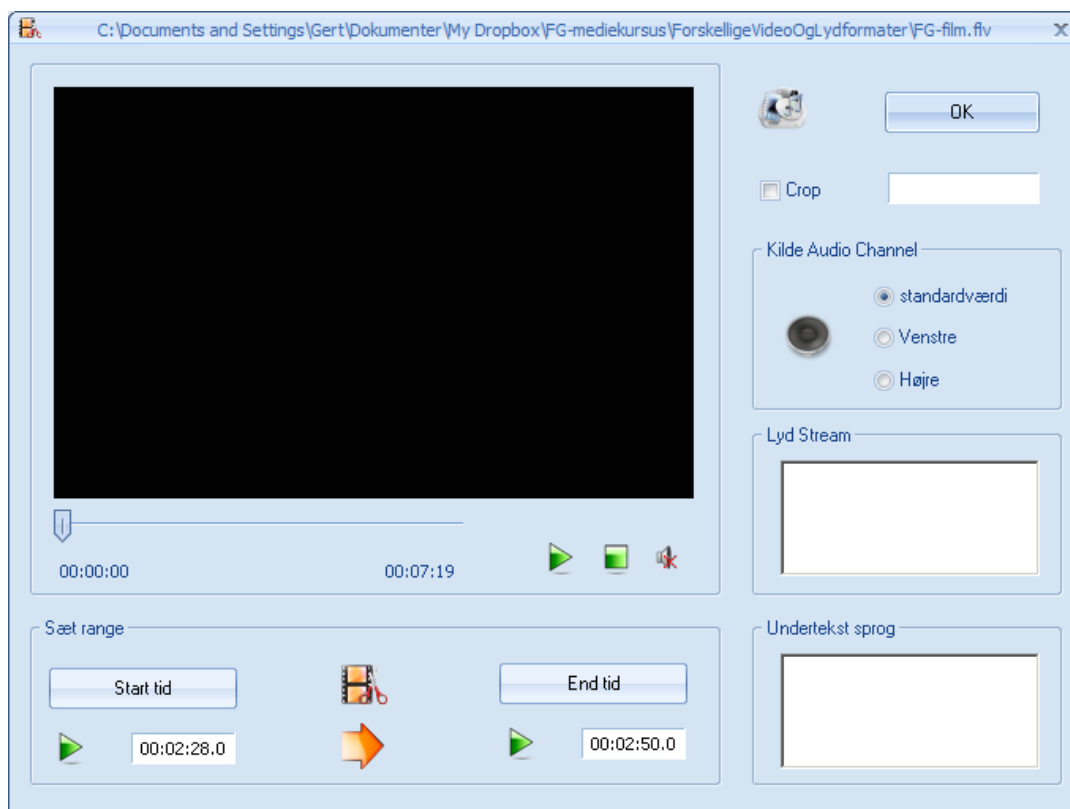 C:\Documents and Settings\Gert\Dokumenter\My Dropbox\FG-mediekursus\ForskelligeVideoOgLydformater\FG-film.flv
OK
Crop
Kilde Audio Channel
standardværdi
Venstre
Højre
Lyd Stream
00:00:00
00:07:19
Sæt range
Start tid
End tid
00:02:28.0
00:02:50.0
Undertekst sprog